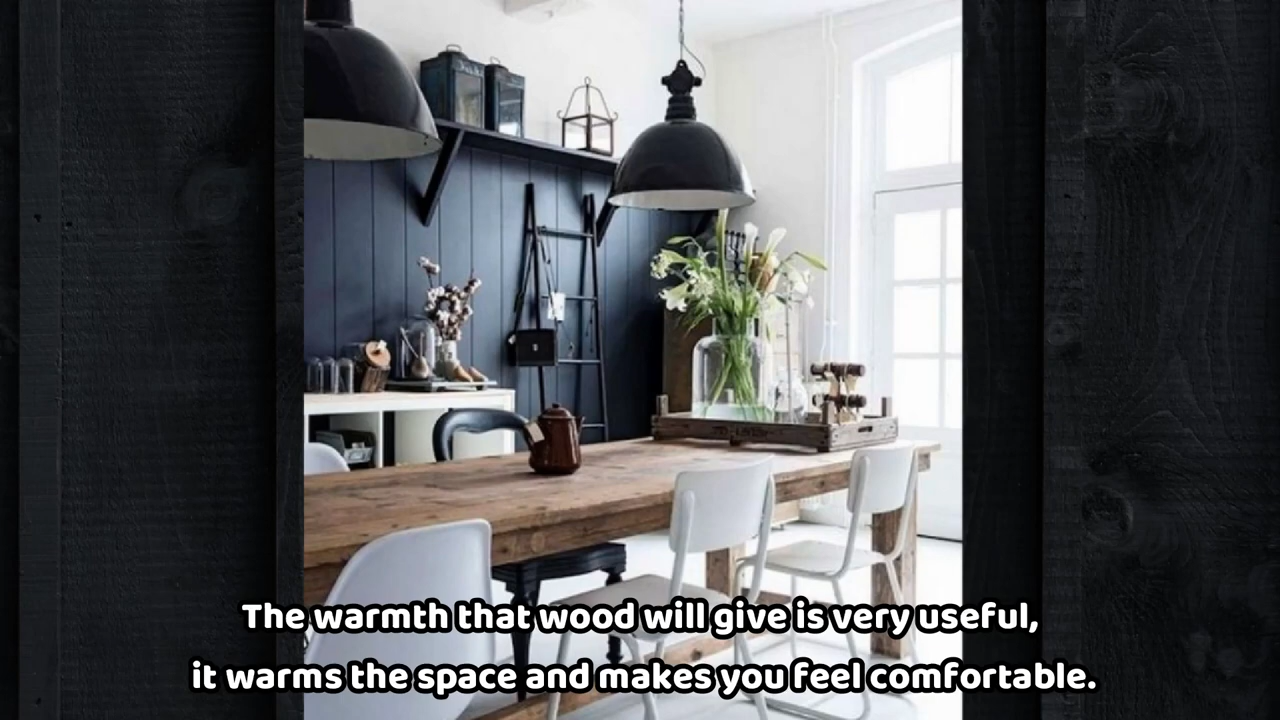 The warmth that wood will give is very useful,
it warms the space and makes you feel comfortable.